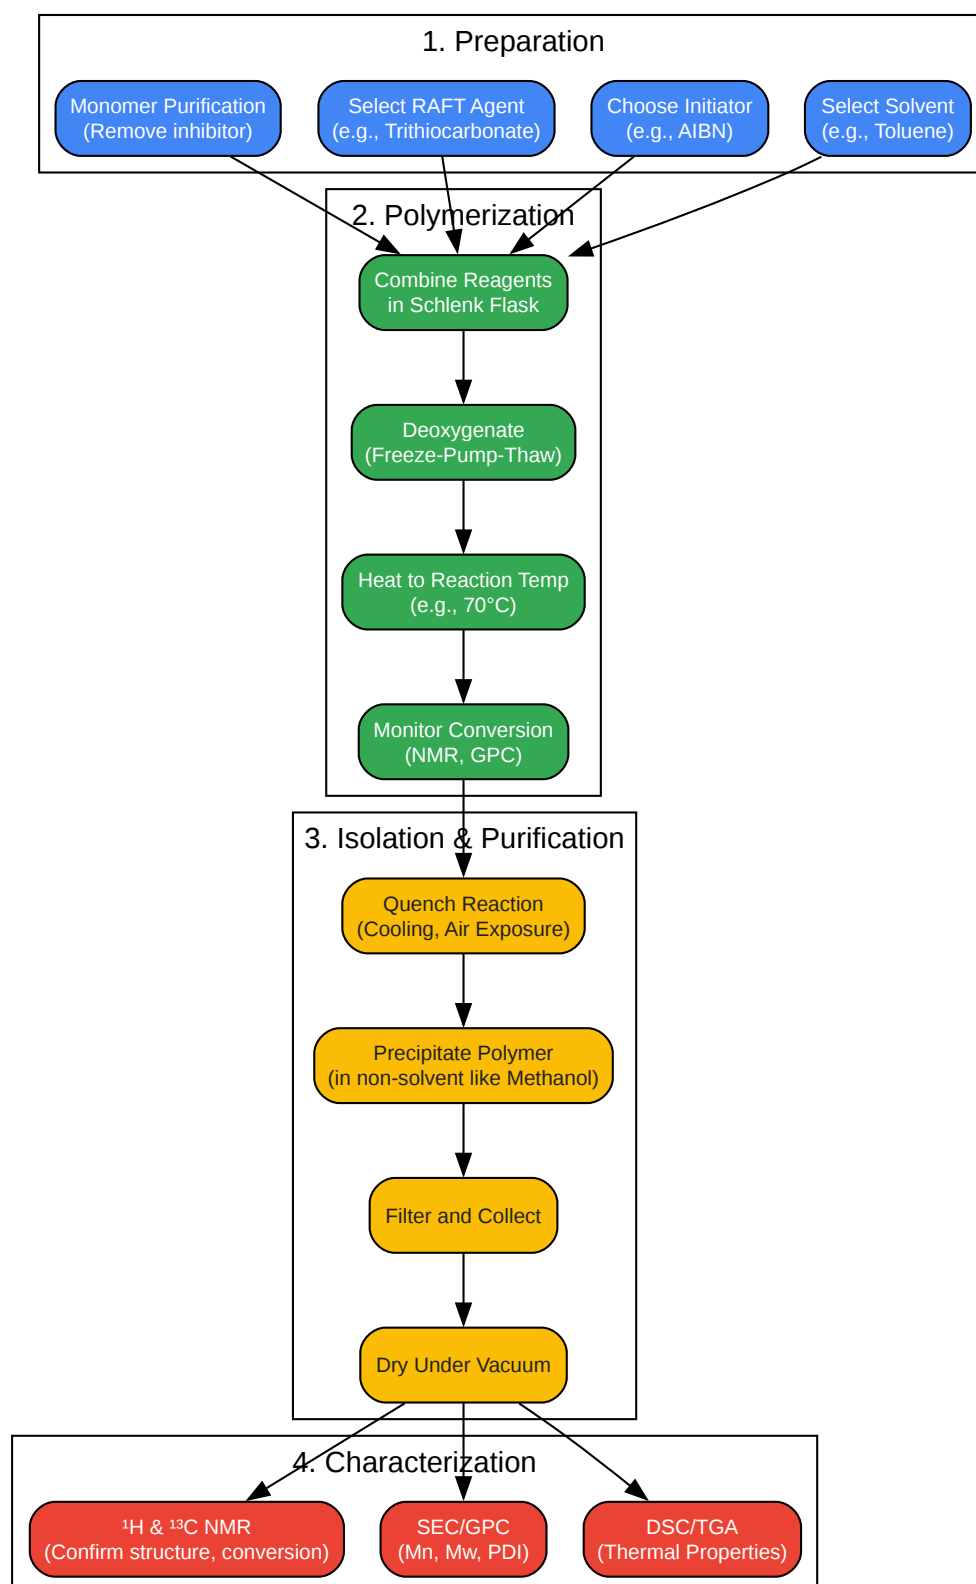 1. Preparation
Monomer Purification
(Remove inhibitor)
Select RAFT Agent
(e.g., Trithiocarbonate)
Choose Initiator
(e.g., AIBN)
Select Solvent
(e.g., Toluene)
2. Polymerization
Combine Reagents
in Schlenk Flask
Deoxygenate
(Freeze-Pump-Thaw)
Heat to Reaction Temp
(e.g., 70°C)
Monitor Conversion
(NMR, GPC)
3. Isolation & Purification
Quench Reaction
(Cooling, Air Exposure)
Precipitate Polymer
(in non-solvent like Methanol)
Filter and Collect
Dry Under Vacuum
4. Characterization
¹H & ¹³C NMR
(Confirm structure, conversion)
SEC/GPC
(Mn, Mw, PDI)
DSC/TGA
(Thermal Properties)